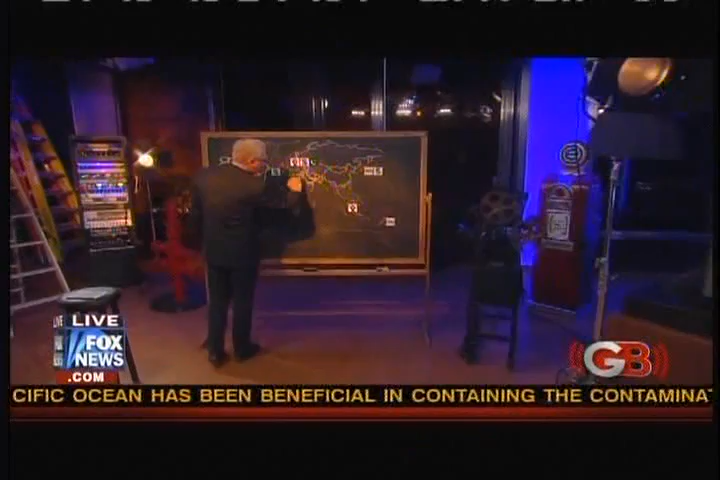 LIVE
FOX
NEWS
.COM
GB
CIFIC OCEAN HAS BEEN BENEFICIAL IN CONTAINING THE CONTAMINAT